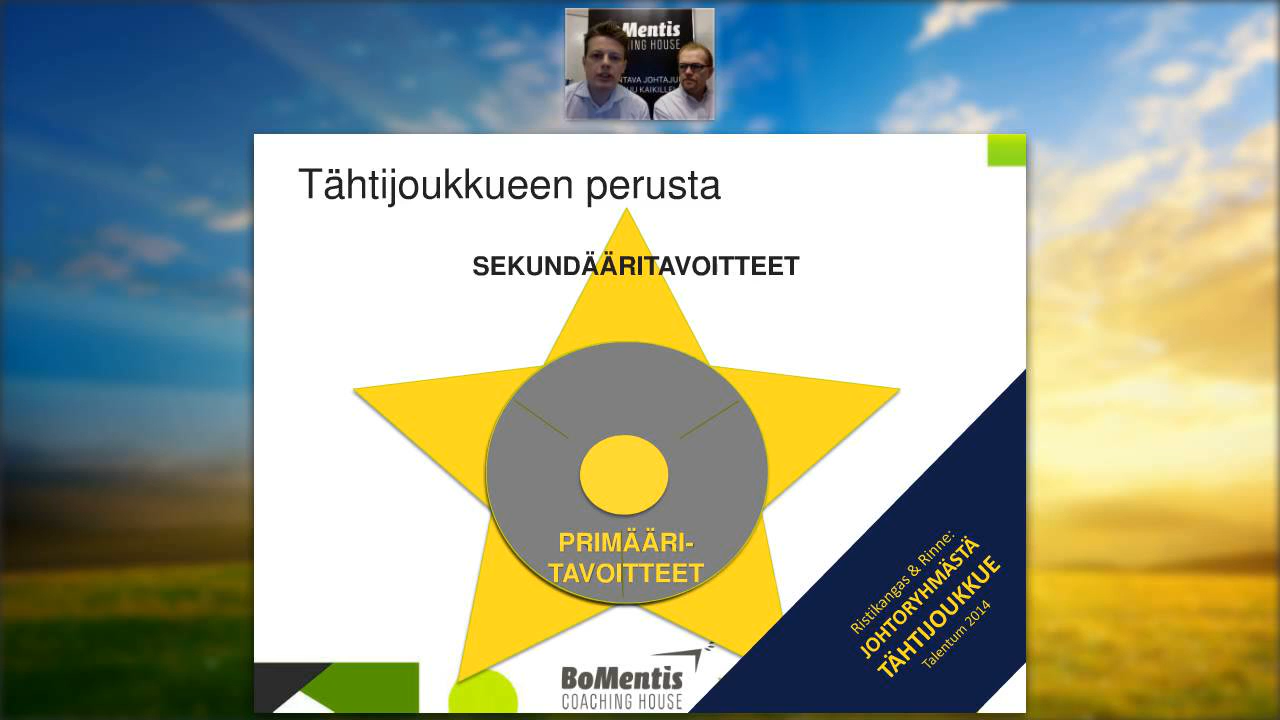 BoMentis
COACHING HOUSE
Tähtijoukkueen perusta
SEKUNDÄÄRITAVOITTEET
PRIMÄÄRI-
TAVOITTEET
Ristikangas & Rinne:
JOHTORYHMÄSTÄ
TÄHTIJOUKKUE
Talentum 2014
BoMentis
COACHING HOUSE